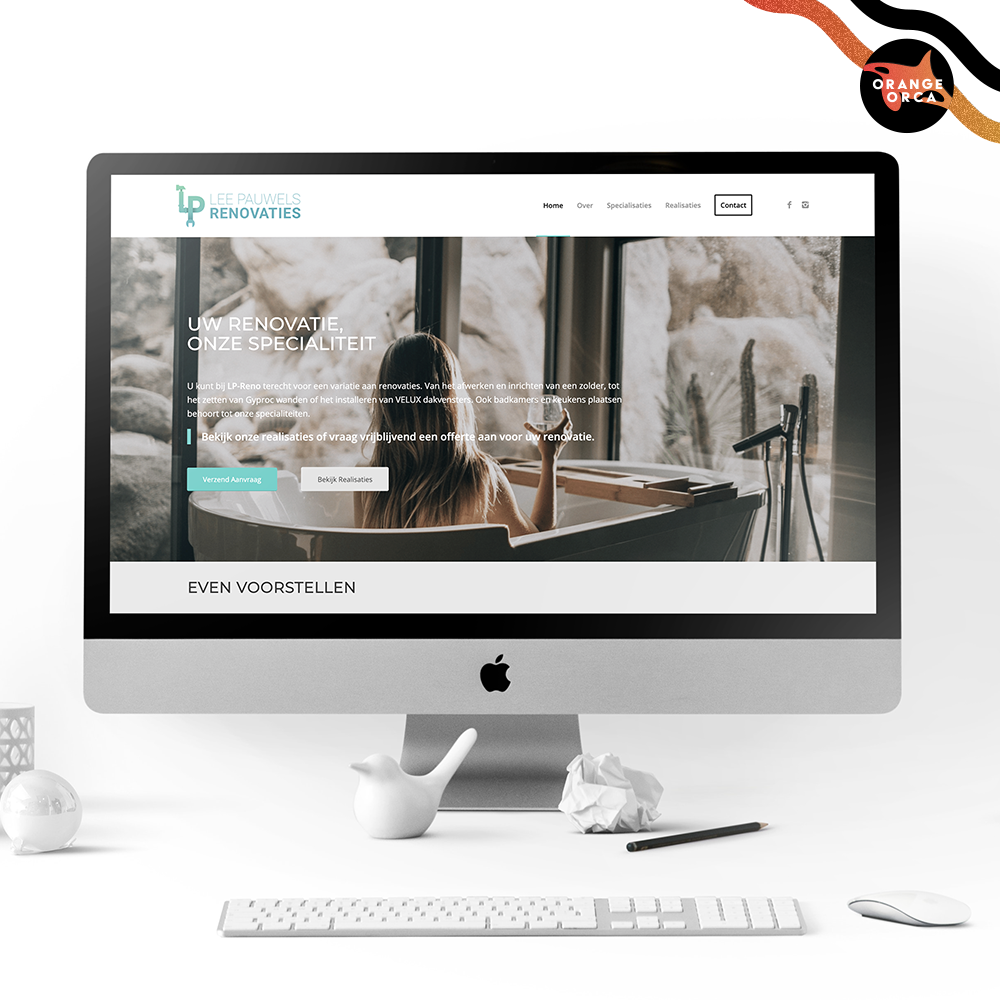 ORANGE
ORCA
LP LEE PAUWELS
RENOVATIES
Home Over Specialisaties Realisaties Contact
UW RENOVATIE,
ONZE SPECIALITEIT
U kunt bij LP-Reno terecht voor een variatie aan renovaties. Van het afwerken en inrichten van een zolder, tot
het zetten van Gyproc wanden of het installeren van VELUX dakvensters. Ook badkamers en keukens plaatsen
behoort tot onze specialiteiten.
Bekijk onze realisaties of vraag vrijblijvend een offerte aan voor uw renovatie.
Verzend Aanvraag Bekijk Realisaties
EVEN VOORSTELLEN